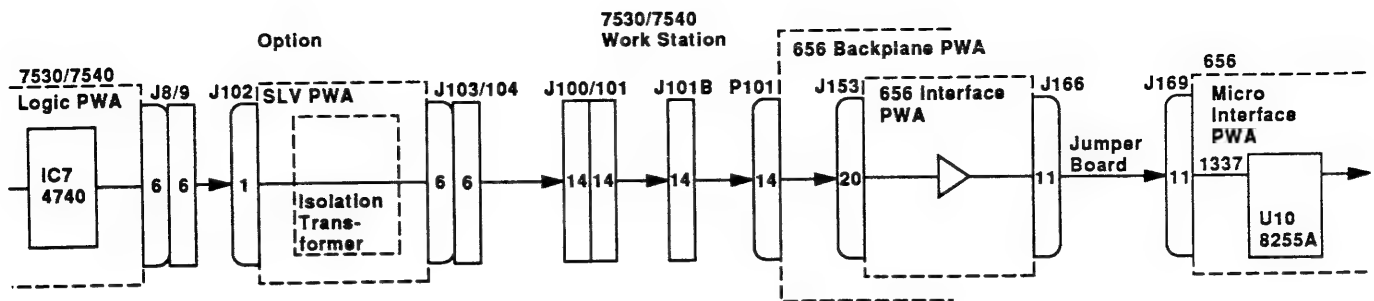 7530/7540
Logic PWA
IC7
4740
J8/9
6
6
Option
J102
1
SLV PWA
Isolation
Trans-
former
J103/104
6
6
7530/7540
Work Station
J100/101
14
14
J101B
14
P101
14
656 Backplane PWA
J153
20
656 Interface
PWA
J166
11
Jumper
Board
J169
11
656
Micro
Interface
PWA
1337
U10
8255A